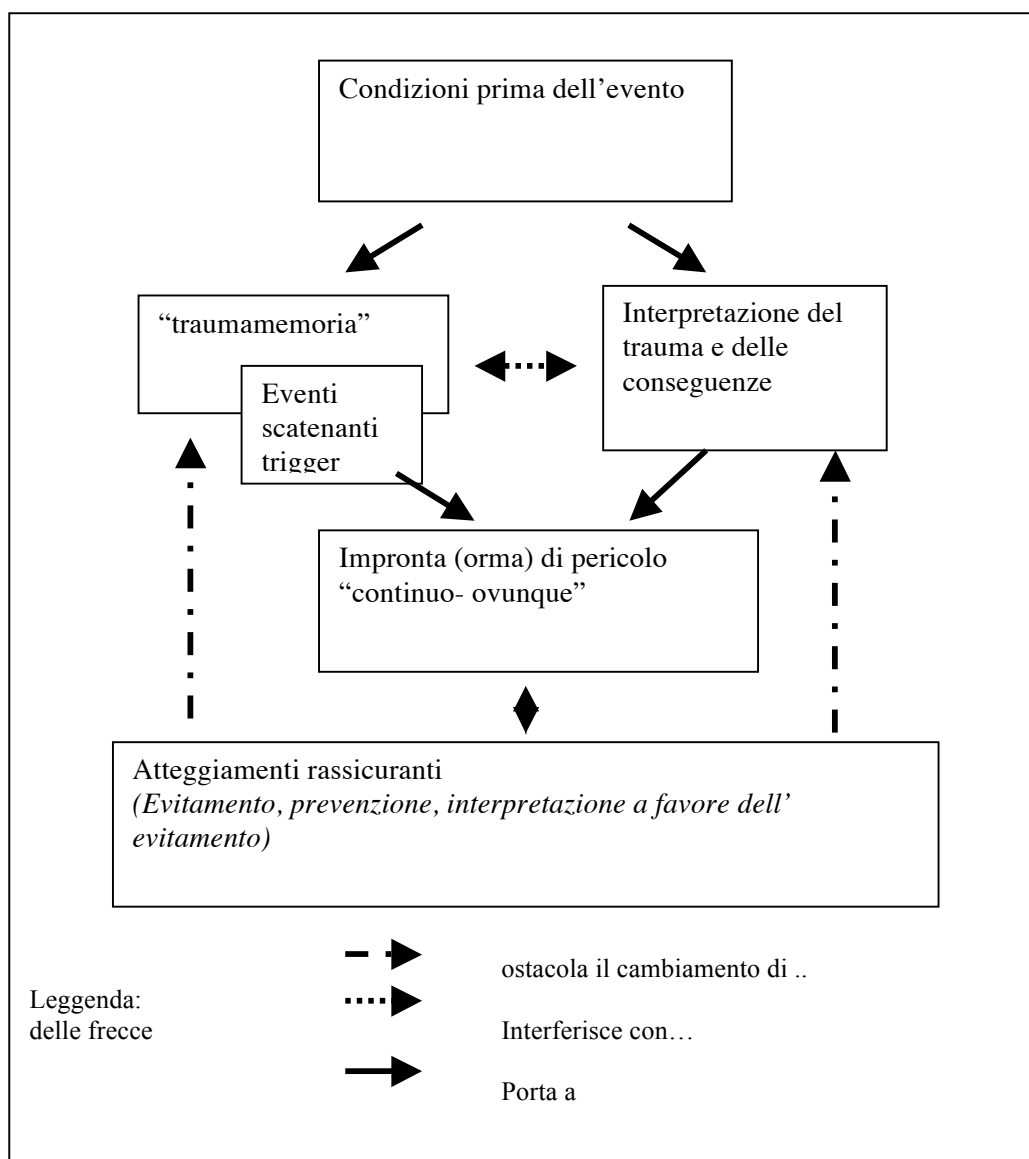 Condizioni prima dell’evento
“traumamemoria”
Eventi
scatenanti
trigger
Interpretazione del
trauma e delle
conseguenze
Impronta (orma) di pericolo
“continuo- ovunque”
Atteggiamenti rassicuranti
(Evitamento, prevenzione, interpretazione a favore dell’
evitamento)
Leggenda:
delle frecce
ostacola il cambiamento di ..
Interferisce con…
Porta a